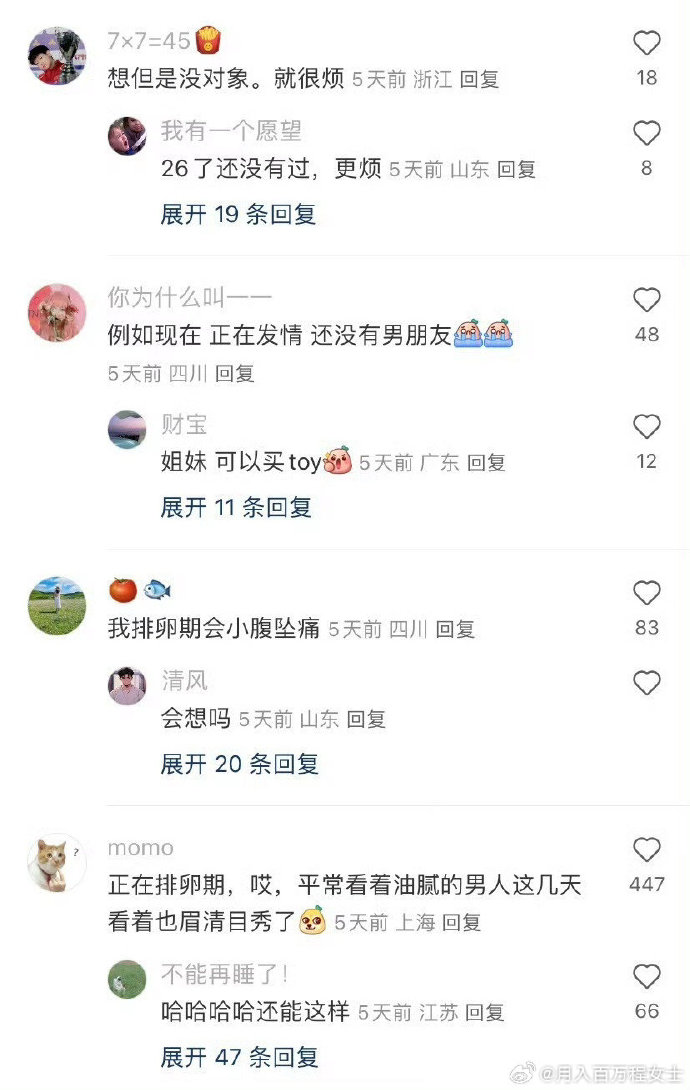 7×7=45🍟
想但是没对象。就很烦 5天前 浙江 回复
18
我有一个愿望
26了还没有过，更烦 5天前 山东 回复
8
展开 19 条回复
你为什么叫一一
例如现在 正在发情 还没有男朋友
48
5天前 四川 回复
财宝
姐妹 可以买toy 5天前 广东 回复
12
展开 11 条回复
🍅 🐟
我排卵期会小腹坠痛 5天前 四川 回复
83
清风
会想吗 5天前 山东 回复
展开 20 条回复
momo
正在排卵期，哎，平常看着油腻的男人这几天
447
看着也眉清目秀了 5天前 上海 回复
不能再睡了！
哈哈哈哈还能这样 5天前 江苏 回复
66
展开 47 条回复
@月入百万程女士